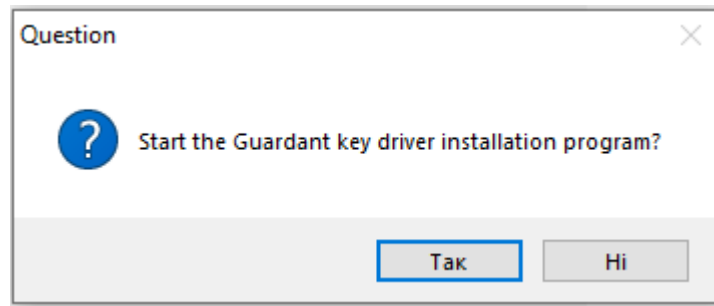 Question
Start the Guardant key driver installation program?
Так
Ні